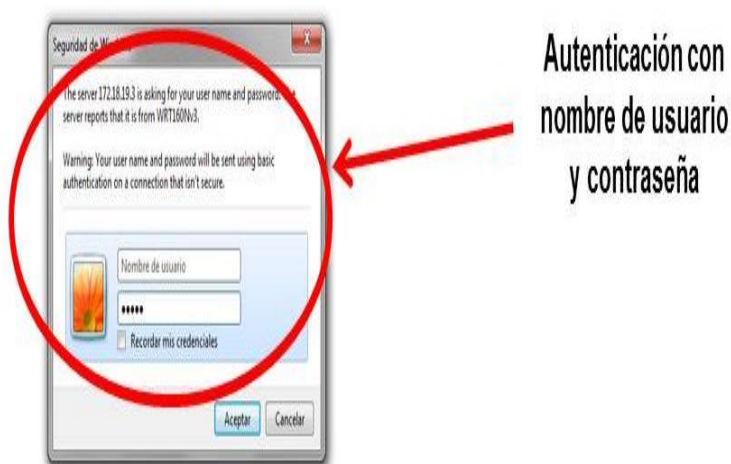 Seguridad de Wi
The server 172.18.19.3 is asking for your user name and password.
server reports that it is from WRT160Nv3.
Warning: Your user name and password will be sent using basic
authentication on a connection that isn't secure.
Nombre de usuario
•••••
Recordar mis credenciales
Aceptar
Cancelar
Autenticación con
nombre de usuario
y contraseña